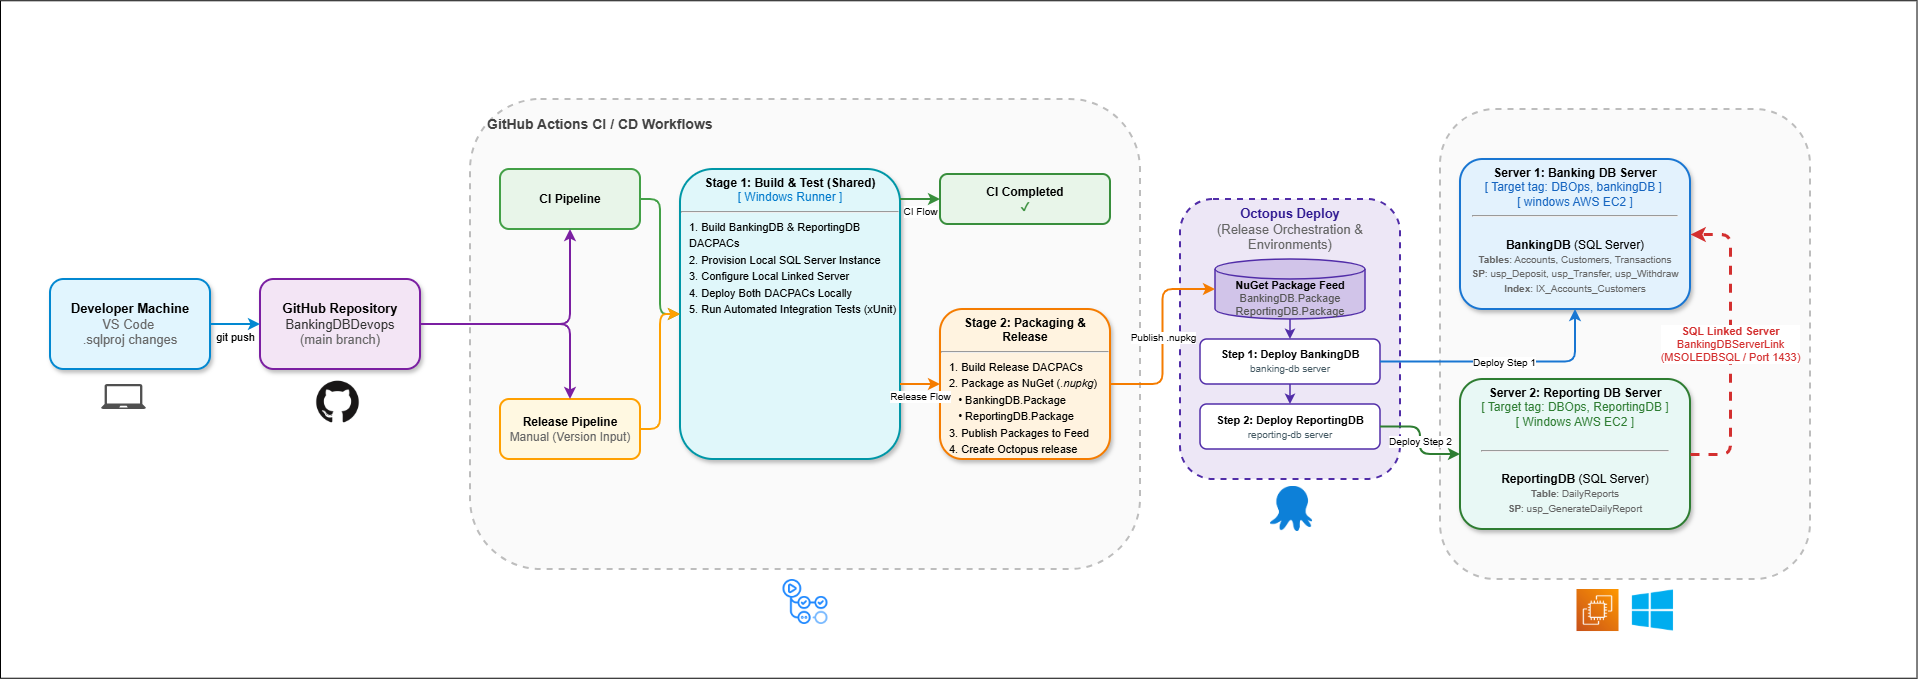 Developer Machine
VS Code
.sqlproj changes
git push
GitHub Repository
BankingDBDevops
(main branch)
GitHub Actions CI / CD Workflows
CI Pipeline
Release Pipeline
Manual (Version Input)
Stage 1: Build & Test (Shared)
[ Windows Runner ]
1. Build BankingDB & ReportingDB
DACPACs
2. Provision Local SQL Server Instance
3. Configure Local Linked Server
4. Deploy Both DACPACs Locally
5. Run Automated Integration Tests (xUnit)
CI Flow
CI Completed
✓
Release Flow
Stage 2: Packaging &
Release
1. Build Release DACPACs
2. Package as NuGet (.nupkg)
• BankingDB.Package
• ReportingDB.Package
3. Publish Packages to Feed
4. Create Octopus release
Publish .nupkg
Octopus Deploy
(Release Orchestration &
Environments)
NuGet Package Feed
BankingDB.Package
ReportingDB.Package
Step 1: Deploy BankingDB
banking-db server
Step 2: Deploy ReportingDB
reporting-db server
Deploy Step 1
Deploy Step 2
Server 1: Banking DB Server
[ Target tag: DBOps, bankingDB ]
[ windows AWS EC2 ]
BankingDB (SQL Server)
Tables: Accounts, Customers, Transactions
SP: usp_Deposit, usp_Transfer, usp_Withdraw
Index: IX_Accounts_Customers
SQL Linked Server
BankingDBServerLink
(MSOLEDBSQL / Port 1433)
Server 2: Reporting DB Server
[ Target tag: DBOps, ReportingDB ]
[ Windows AWS EC2 ]
ReportingDB (SQL Server)
Table: DailyReports
SP: usp_GenerateDailyReport